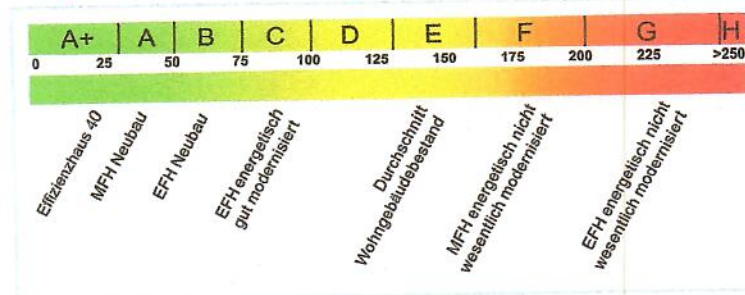 A+ A B C D E F G H
0 25 50 75 100 125 150 175 200 225 >250
Effizienzhaus 40
MFH Neubau
EFH Neubau
EFH energetisch
gut modernisiert
Durchschnitt
Wohngebäudebestand
MFH energetisch nicht
wesentlich modernisiert
EFH energetisch nicht
wesentlich modernisiert